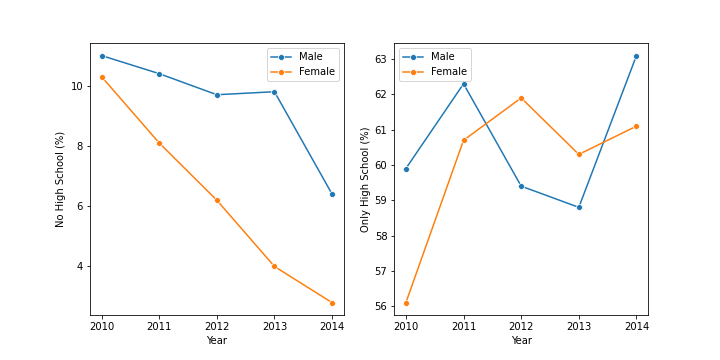 Male
Female
No High School (%)
10
8
6
4
2010 2011 2012 2013 2014
Year
Male
Female
Only High School (%)
63
62
61
60
59
58
57
56
2010 2011 2012 2013 2014
Year